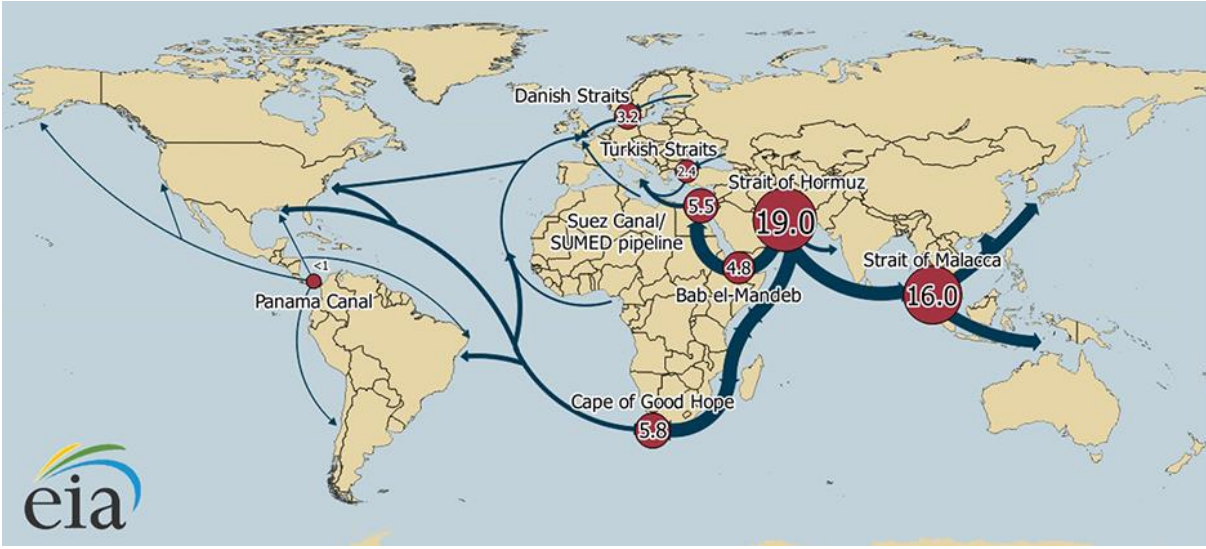 Danish Straits
3.2
Turkish Straits
2.4
Strait of Hormuz
5.5
19.0
Suez Canal/
SUMED pipeline
Strait of Malacca
4.8
<1
Bab el-Mandeb
16.0
Panama Canal
Cape of Good Hope
5.8
eia